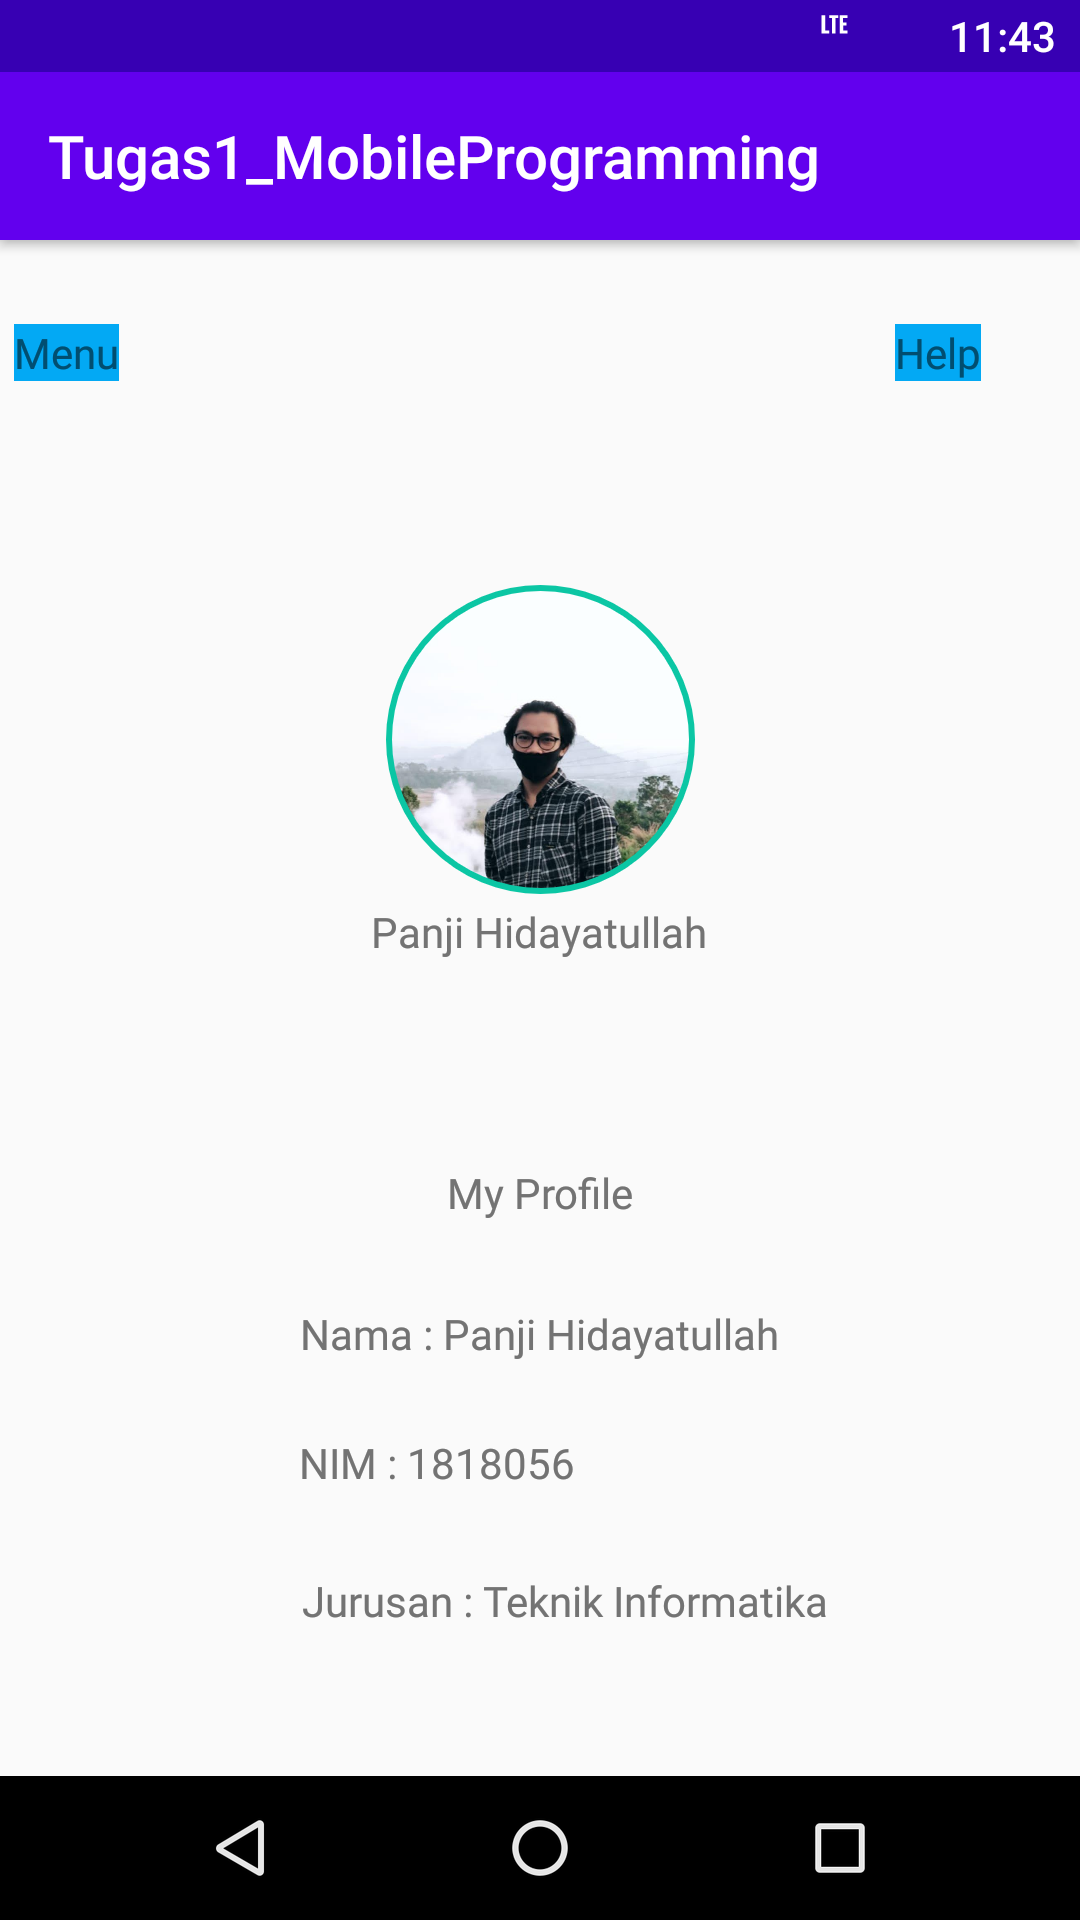 LTE 11:43
Tugas1_MobileProgramming
Menu Help
Panji Hidayatullah
My Profile
Nama : Panji Hidayatullah
NIM : 1818056
Jurusan : Teknik Informatika